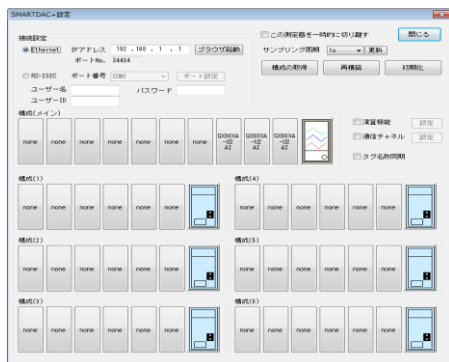 SMARTDAC+設定
接続設定
Ethernet IPアドレス 192 . 168 . 1 . 1 ブラウザ起動
ポートNo. 34434
RS-232C ポート番号 COM1 ポート設定
ユーザー名 パスワード
ユーザーID
この測定器を一時的に切り離す 閉じる
サンプリング周期 1s 更新
構成の取得 再構築 初期化
構成(メイン)
none none none none none none none GX90XA-U2 AI GX90XA-U2 AI GX90XA-U2 AI
演算機能 設定
通信チャネル 設定
タグ名称同期
構成(1)
none none none none none none
構成(4)
none none none none none none
構成(2)
none none none none none none
構成(5)
none none none none none none
構成(3)
none none none none none none
構成(6)
none none none none none none